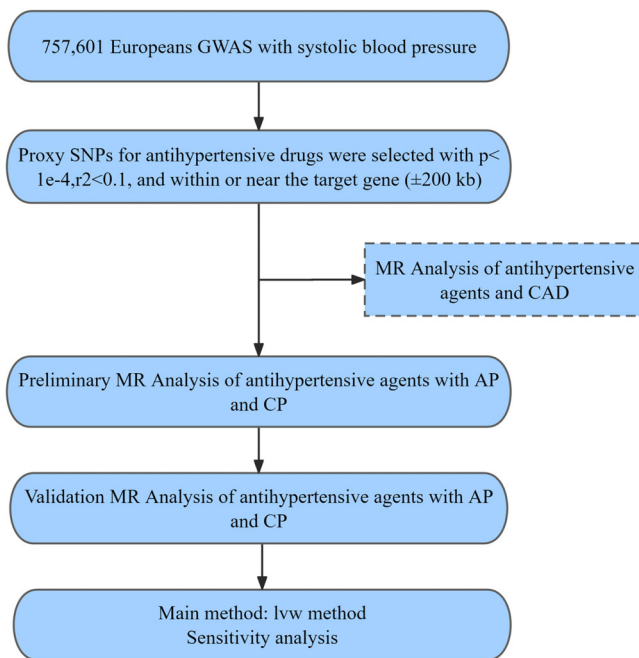 757,601 Europeans GWAS with systolic blood pressure
Proxy SNPs for antihypertensive drugs were selected with p<
1e-4,r2<0.1, and within or near the target gene (±200 kb)
MR Analysis of antihypertensive
agents and CAD
Preliminary MR Analysis of antihypertensive agents with AP
and CP
Validation MR Analysis of antihypertensive agents with AP
and CP
Main method: lvw method
Sensitivity analysis